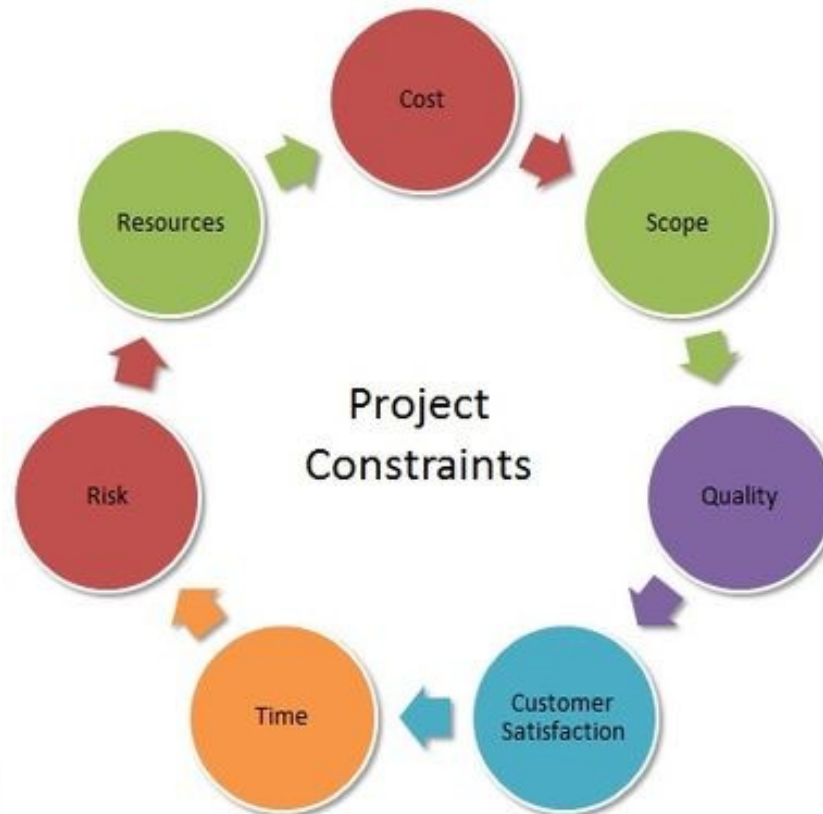 Cost
Scope
Quality
Customer
Satisfaction
Time
Risk
Resources
Project
Constraints